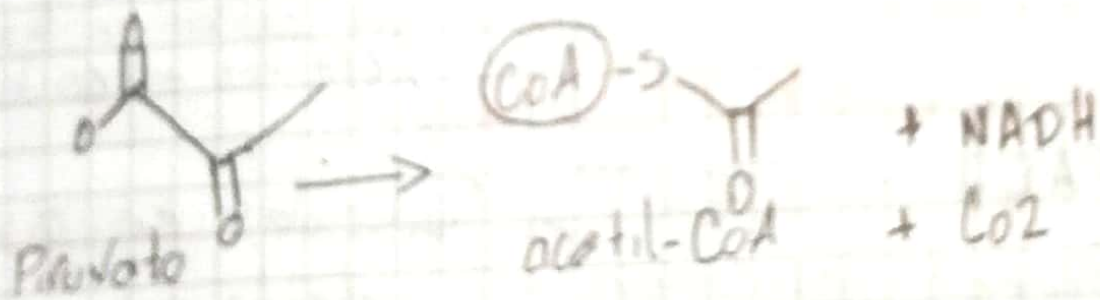 O
O
O
Piruvato
→
CoA-S
O
acetil-CoA
+ NADH
+ Co2